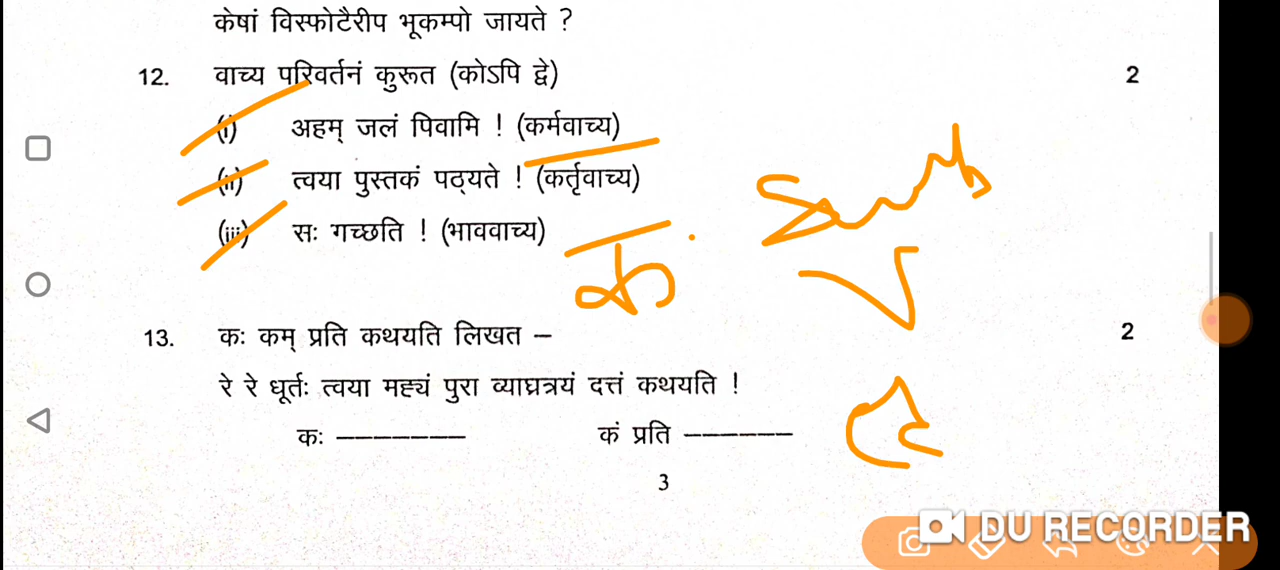 केषां विस्फोटैरीप भूकम्पो जायते ?
12. वाच्य परिवर्तनं कुरूत (कोऽपि द्वे) 2
(i) अहम् जलं पिवामि ! (कर्मवाच्य)
(ii) त्वया पुस्तकं पठ्यते ! (कर्तृवाच्य)
(iii) सः गच्छति ! (भाववाच्य)
क
13. कः कम् प्रति कथयति लिखत – 2
रे रे धूर्तः त्वया मह्यं पुरा व्याघ्रत्रयं दत्तं कथयति !
कः ––––––– कं प्रति ––––––
3
DU RECORDER